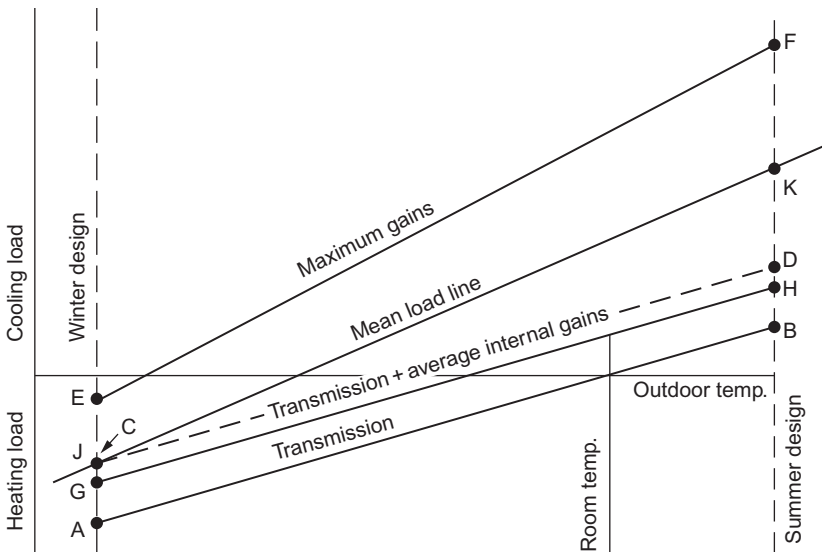 F
K
D
H
B
Maximum gains
Mean load line
Transmission + average internal gains
Transmission
Cooling load
Heating load
Winter design
Summer design
Outdoor temp.
Room temp.
E
J
C
G
A